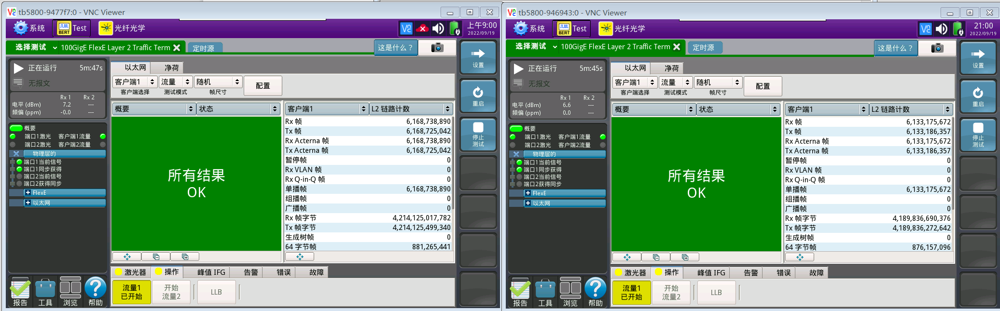 tb5800-9477f7:0 - VNC Viewer
系统
BERT
Test
光纤光学
上午9:00
2022/09/19
选择测试
100GigE FlexE Layer 2 Traffic Term
定时源
这是什么？
正在运行 5m:47s
无报文
Rx 1 Rx 2
电平 (dBm) 7.2 ---
频偏 (ppm) -0.0 ---
概要
端口1激光 客户端1流量
端口2激光 客户端2流量
物理层的
端口1当前信号
端口1同步获得
端口2当前信号
端口2获得同步
FlexE
以太网
报告
工具
浏览
帮助
以太网 净荷
客户端1 流量 随机
配置
客户端选择 测试模式 帧尺寸
概要 状态
所有结果
OK
客户端1 L2 链路计数
Rx 帧 6,168,738,890
Tx 帧 6,168,725,042
Rx Acterna 帧 6,168,738,890
Tx Acterna 帧 6,168,725,042
暂停帧 0
Rx VLAN 帧 0
Rx Q-in-Q 帧 0
单播帧 6,168,738,890
组播帧 0
广播帧 0
Rx 帧字节 4,214,125,017,782
Tx 帧字节 4,214,125,499,340
生成树帧 0
64 字节帧 881,265,441
激光器 操作 峰值 IFG 告警 错误 故障
流量1
已开始
开始
流量2
LLB
设置
重启
停止
测试
tb5800-946943:0 - VNC Viewer
系统
BERT
Test
光纤光学
21:00
2022/09/19
选择测试
100GigE FlexE Layer 2 Traffic Term
定时源
这是什么？
正在运行 5m:45s
无报文
Rx 1 Rx 2
电平 (dBm) 6.6 ---
频偏 (ppm) 0.0 ---
概要
端口1激光 客户端1流量
端口2激光 客户端2流量
物理层的
端口1当前信号
端口1同步获得
端口2当前信号
端口2获得同步
FlexE
以太网
报告
工具
浏览
帮助
以太网 净荷
客户端1 流量 随机
配置
客户端选择 测试模式 帧尺寸
概要 状态
所有结果
OK
客户端1 L2 链路计数
Rx 帧 6,133,175,672
Tx 帧 6,133,186,357
Rx Acterna 帧 6,133,175,672
Tx Acterna 帧 6,133,186,357
暂停帧 0
Rx VLAN 帧 0
Rx Q-in-Q 帧 0
单播帧 6,133,175,672
组播帧 0
广播帧 0
Rx 帧字节 4,189,836,690,376
Tx 帧字节 4,189,836,272,642
生成树帧 0
64 字节帧 876,157,096
激光器 操作 峰值 IFG 告警 错误 故障
流量1
已开始
开始
流量2
LLB
设置
重启
停止
测试